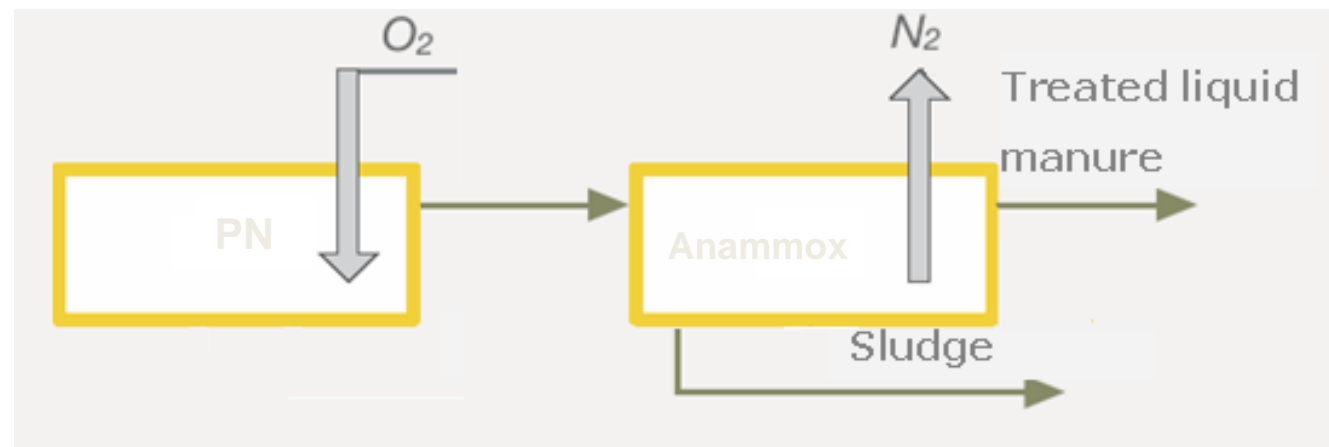 O2
N2
Treated liquid
manure
PN
Anammox
Sludge